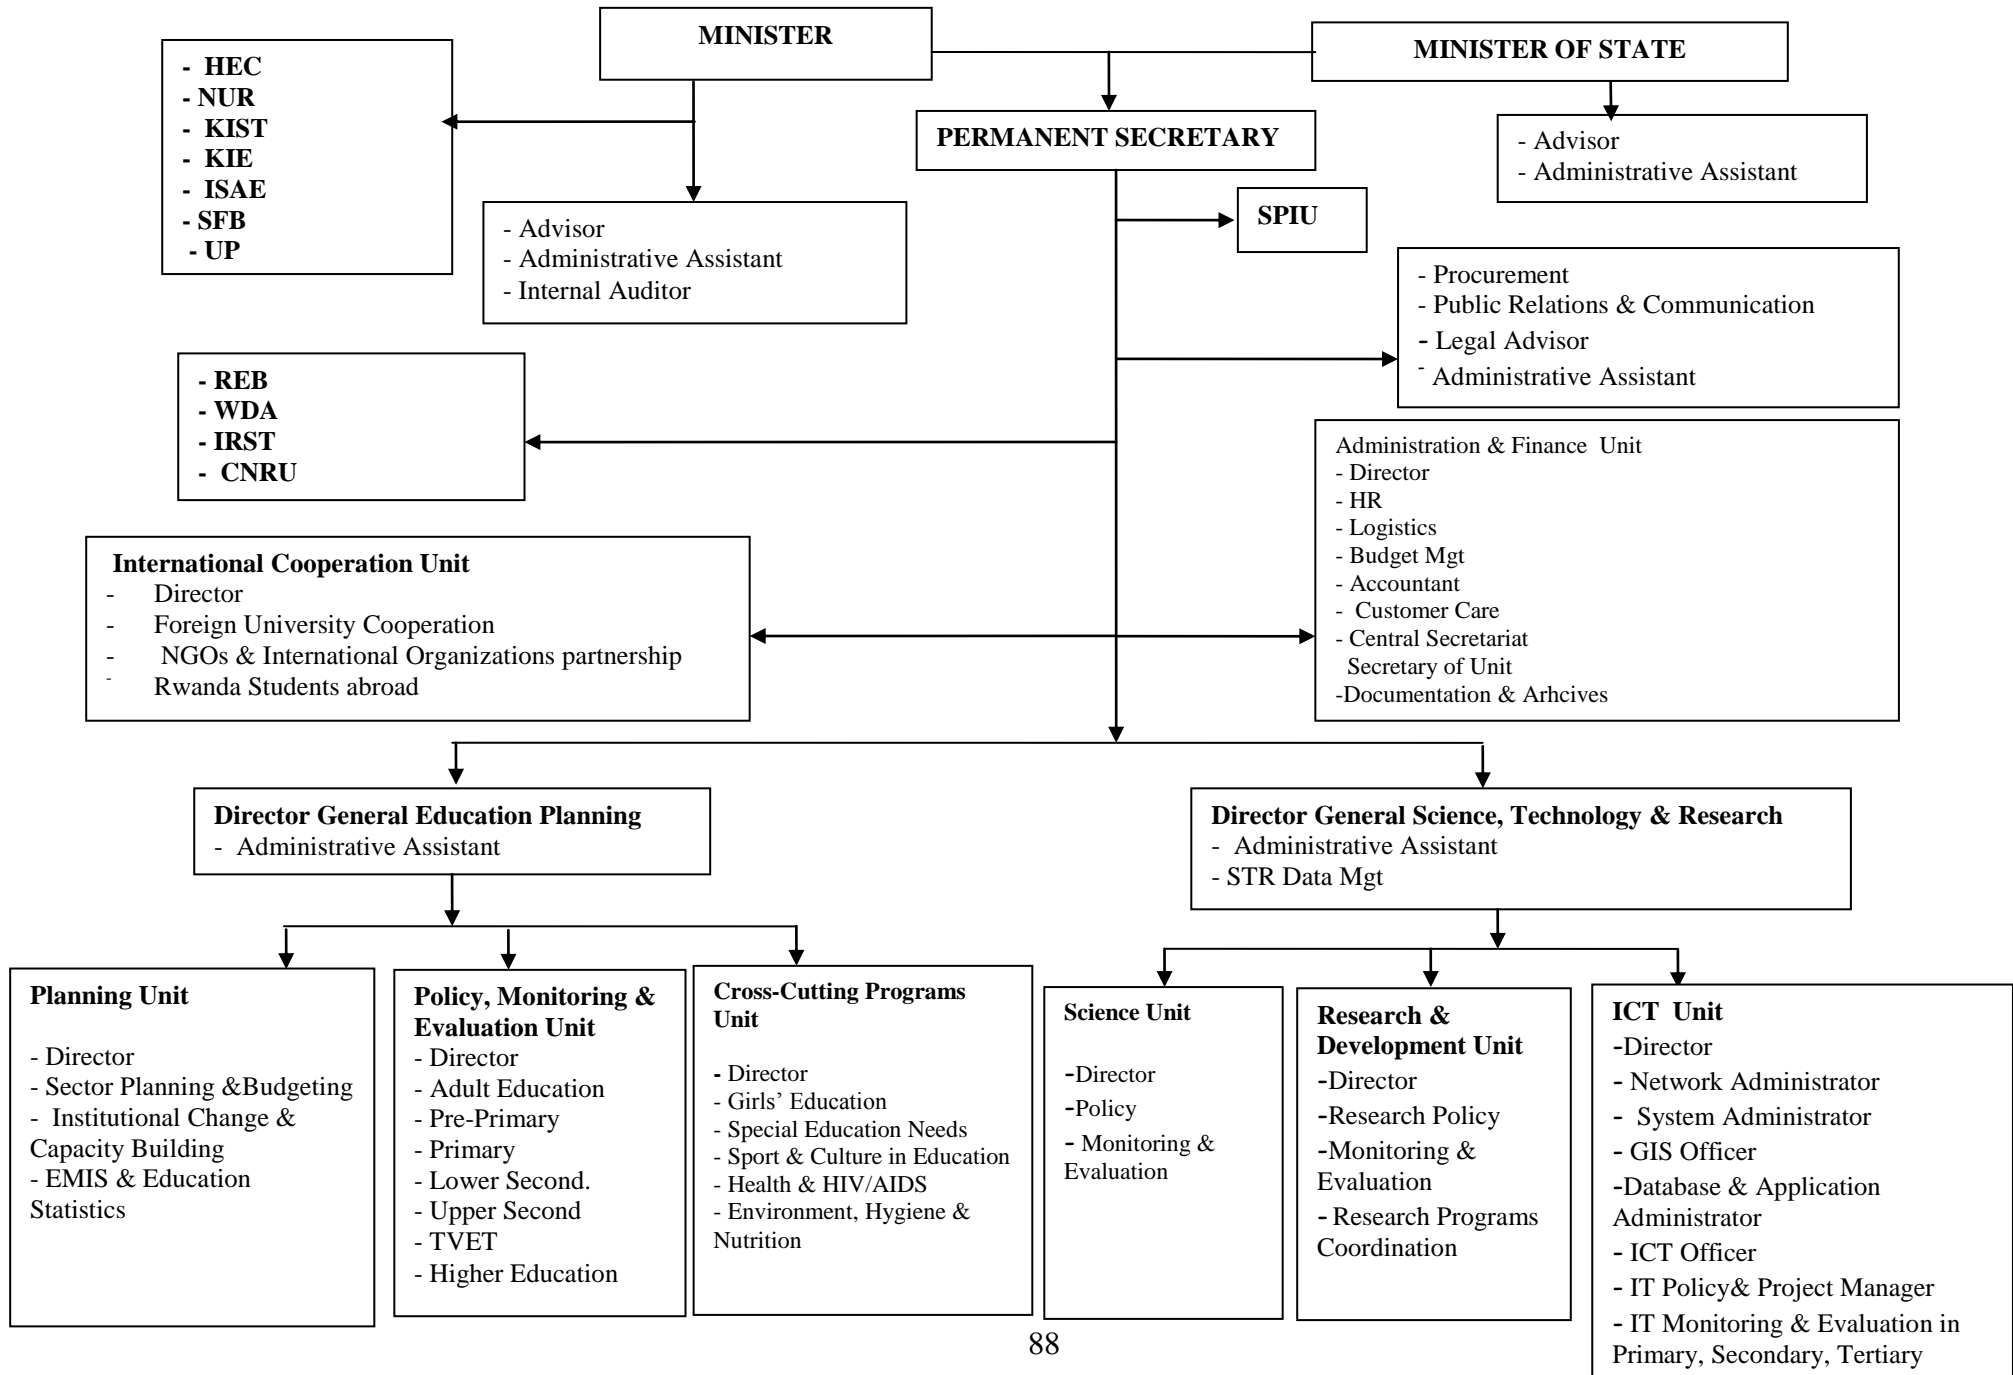 MINISTER
MINISTER OF STATE
- HEC
- NUR
- KIST
- KIE
- ISAE
- SFB
- UP
PERMANENT SECRETARY
- Advisor
- Administrative Assistant
- Advisor
- Administrative Assistant
- Internal Auditor
SPIU
- Procurement
- Public Relations & Communication
- Legal Advisor
- Administrative Assistant
- REB
- WDA
- IRST
- CNRU
Administration & Finance Unit
- Director
- HR
- Logistics
- Budget Mgt
- Accountant
- Customer Care
- Central Secretariat
Secretary of Unit
-Documentation & Arhcives
International Cooperation Unit
- Director
- Foreign University Cooperation
- NGOs & International Organizations partnership
- Rwanda Students abroad
Director General Education Planning
- Administrative Assistant
Director General Science, Technology & Research
- Administrative Assistant
- STR Data Mgt
Planning Unit
- Director
- Sector Planning &Budgeting
- Institutional Change &
Capacity Building
- EMIS & Education
Statistics
Policy, Monitoring &
Evaluation Unit
- Director
- Adult Education
- Pre-Primary
- Primary
- Lower Second.
- Upper Second
- TVET
- Higher Education
Cross-Cutting Programs
Unit
- Director
- Girls’ Education
- Special Education Needs
- Sport & Culture in Education
- Health & HIV/AIDS
- Environment, Hygiene &
Nutrition
Science Unit
-Director
-Policy
- Monitoring &
Evaluation
Research &
Development Unit
-Director
-Research Policy
-Monitoring &
Evaluation
- Research Programs
Coordination
ICT Unit
-Director
- Network Administrator
- System Administrator
- GIS Officer
-Database & Application
Administrator
- ICT Officer
- IT Policy& Project Manager
- IT Monitoring & Evaluation in
Primary, Secondary, Tertiary
88